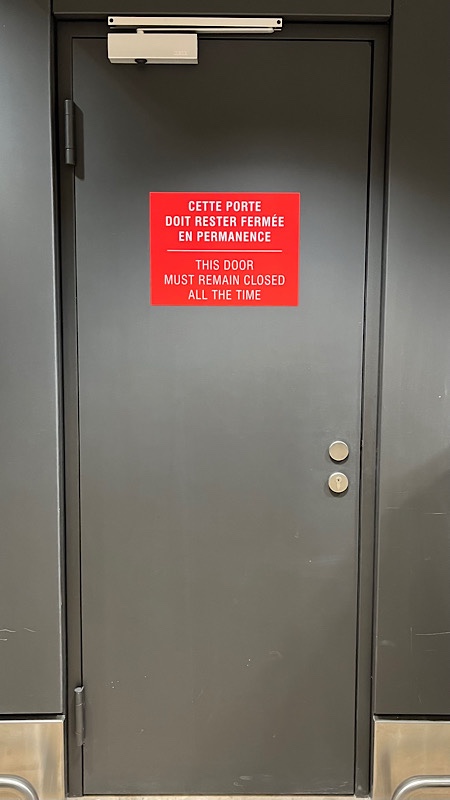 CETTE PORTE
DOIT RESTER FERMÉE
EN PERMANENCE
THIS DOOR
MUST REMAIN CLOSED
ALL THE TIME